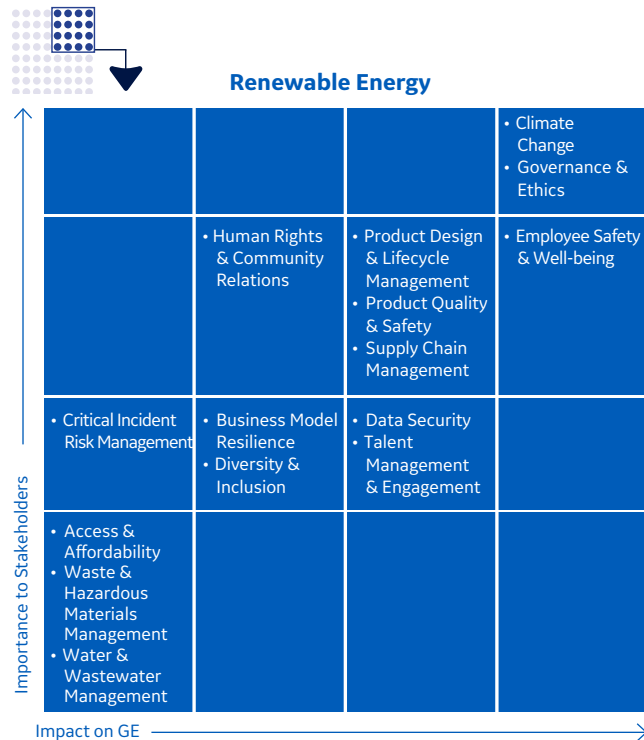 Renewable Energy
• Climate
Change
• Governance &
Ethics
• Human Rights
& Community
Relations
• Product Design
& Lifecycle
Management
• Product Quality
& Safety
• Supply Chain
Management
• Employee Safety
& Well-being
• Critical Incident
Risk Management
• Business Model
Resilience
• Diversity &
Inclusion
• Data Security
• Talent
Management
& Engagement
• Access &
Affordability
• Waste &
Hazardous
Materials
Management
• Water &
Wastewater
Management
Importance to Stakeholders
Impact on GE